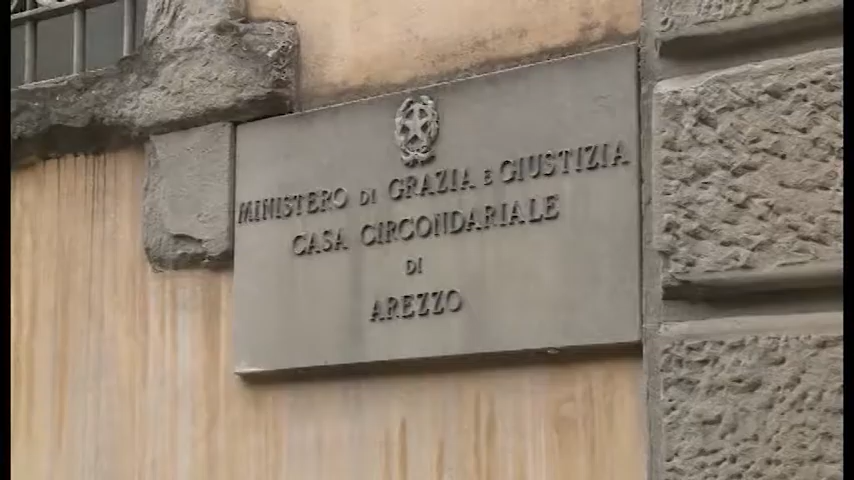 MINISTERO DI GRAZIA E GIUSTIZIA
CASA CIRCONDARIALE
DI
AREZZO